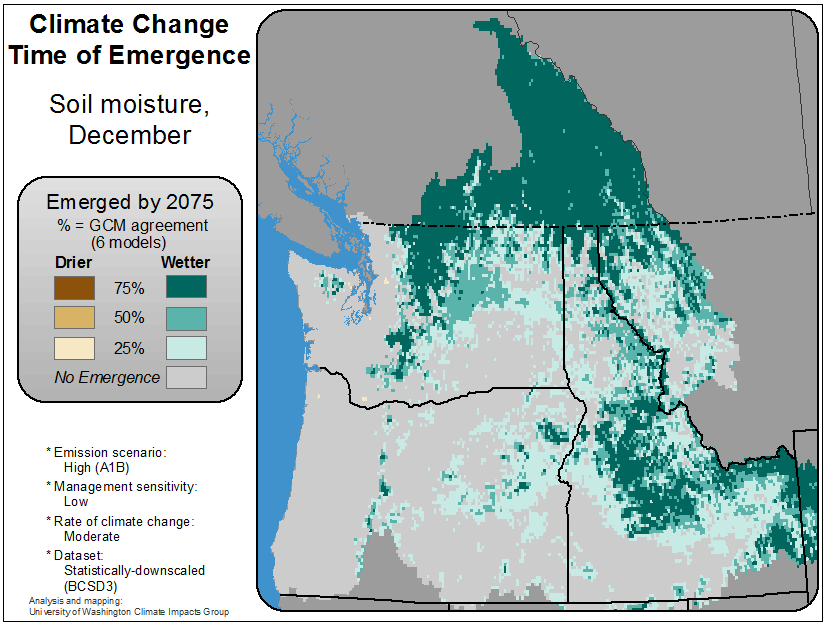 Climate Change
Time of Emergence
Soil moisture,
December
Emerged by 2075
% = GCM agreement
(6 models)
Drier Wetter
75%
50%
25%
No Emergence
* Emission scenario:
High (A1B)
* Management sensitivity:
Low
* Rate of climate change:
Moderate
* Dataset:
Statistically-downscaled
(BCSD3)
Analysis and mapping:
University of Washington Climate Impacts Group